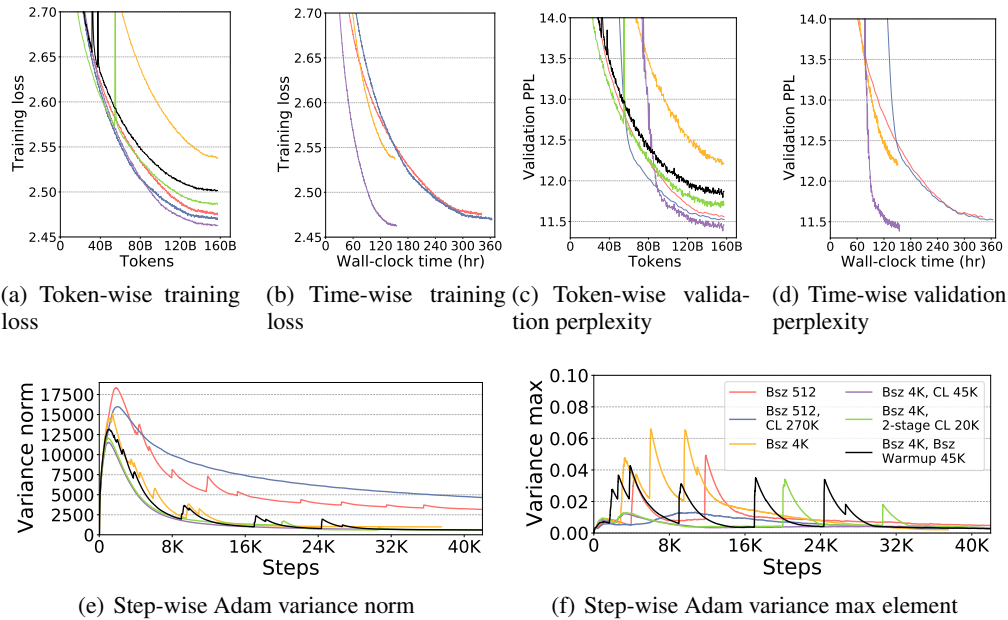 2.70
2.65
2.60
2.55
2.50
2.45
Training loss
0
40B
80B
120B
160B
Tokens
2.70
2.65
2.60
2.55
2.50
2.45
Training loss
0
60
120
180
240
300
360
Wall-clock time (hr)
14.0
13.5
13.0
12.5
12.0
11.5
Validation PPL
0
40B
80B
120B
160B
Tokens
14.0
13.5
13.0
12.5
12.0
11.5
Validation PPL
0
60
120
180
240
300
360
Wall-clock time (hr)
(a) Token-wise training
loss
(b) Time-wise training
loss
(c) Token-wise valida-
tion perplexity
(d) Time-wise validation
perplexity
17500
15000
12500
10000
7500
5000
2500
0
Variance norm
0
8K
16K
24K
32K
40K
Steps
0.10
0.08
0.06
0.04
0.02
0.00
Variance max
Bsz 512
Bsz 512,
CL 270K
Bsz 4K
Bsz 4K, CL 45K
Bsz 4K,
2-stage CL 20K
Bsz 4K, Bsz
Warmup 45K
0
8K
16K
24K
32K
40K
Steps
(e) Step-wise Adam variance norm
(f) Step-wise Adam variance max element